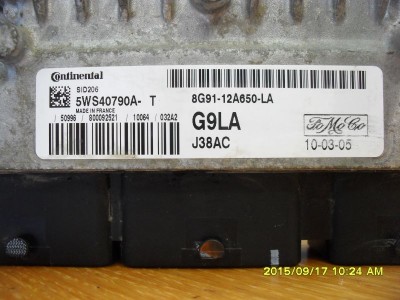 Continental
SID206
5WS40790A- T
MADE IN FRANCE
50996 / 800092521 / 10064 / 032A2
8G91-12A650-LA
G9LA
J38AC
FoMoCo
10-03-05
2015/09/17 10:24 AM